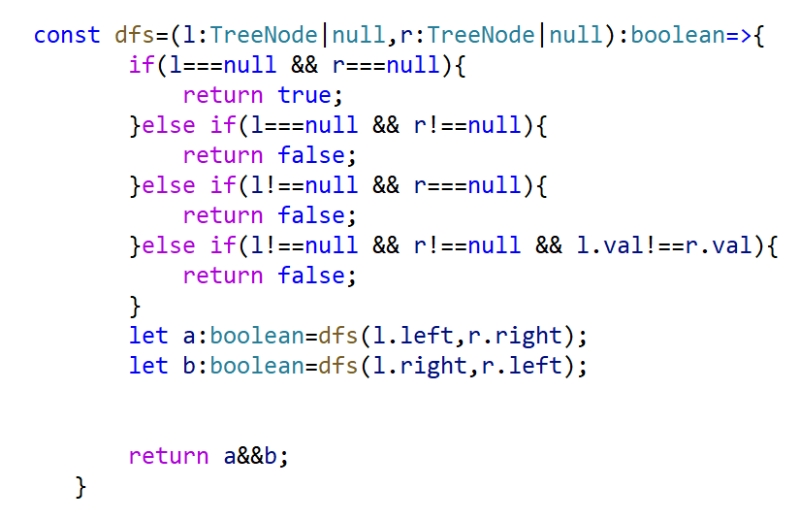 const dfs=(l:TreeNode|null,r:TreeNode|null):boolean=>{
if(l===null && r===null){
return true;
}else if(l===null && r!==null){
return false;
}else if(l!==null && r===null){
return false;
}else if(l!==null && r!==null && l.val!==r.val){
return false;
}
let a:boolean=dfs(l.left,r.right);
let b:boolean=dfs(l.right,r.left);
return a&&b;
}